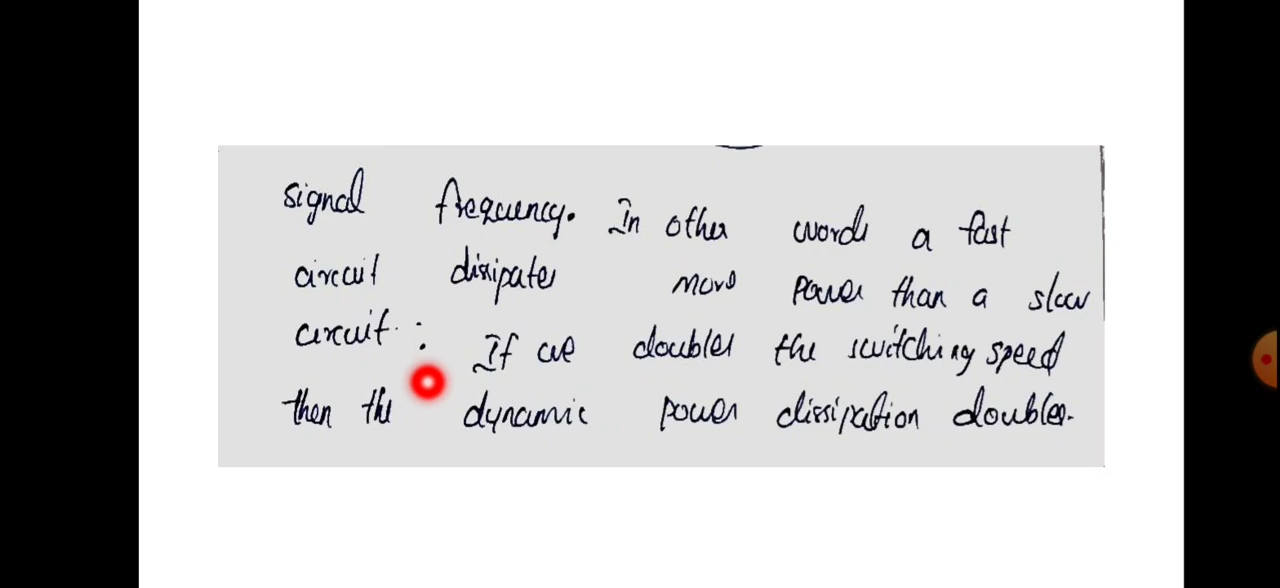 signal frequency. In other words a fast
circuit dissipates more power than a slow
circuit. : If we doubles the switching speed
then the dynamic power dissipation doubles.